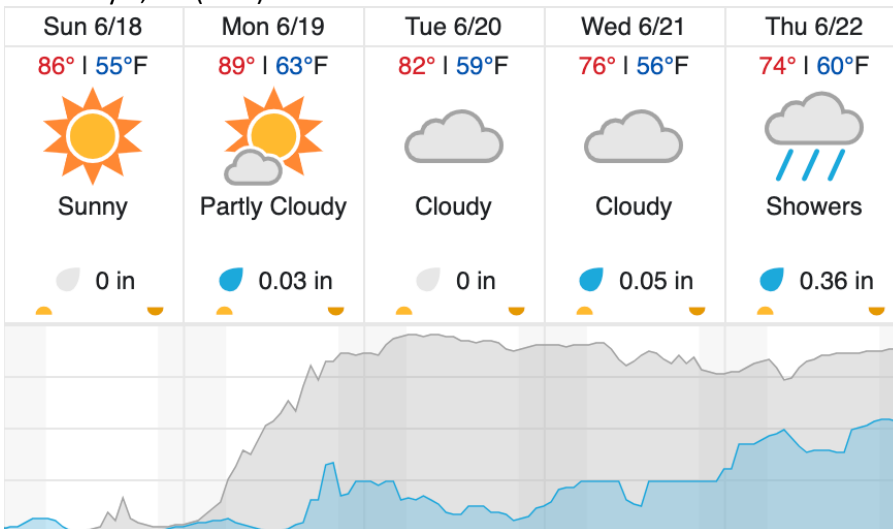 Sun 6/18 Mon 6/19 Tue 6/20 Wed 6/21 Thu 6/22
86° | 55°F 89° | 63°F 82° | 59°F 76° | 56°F 74° | 60°F
Sunny Partly Cloudy Cloudy Cloudy Showers
0 in 0.03 in 0 in 0.05 in 0.36 in